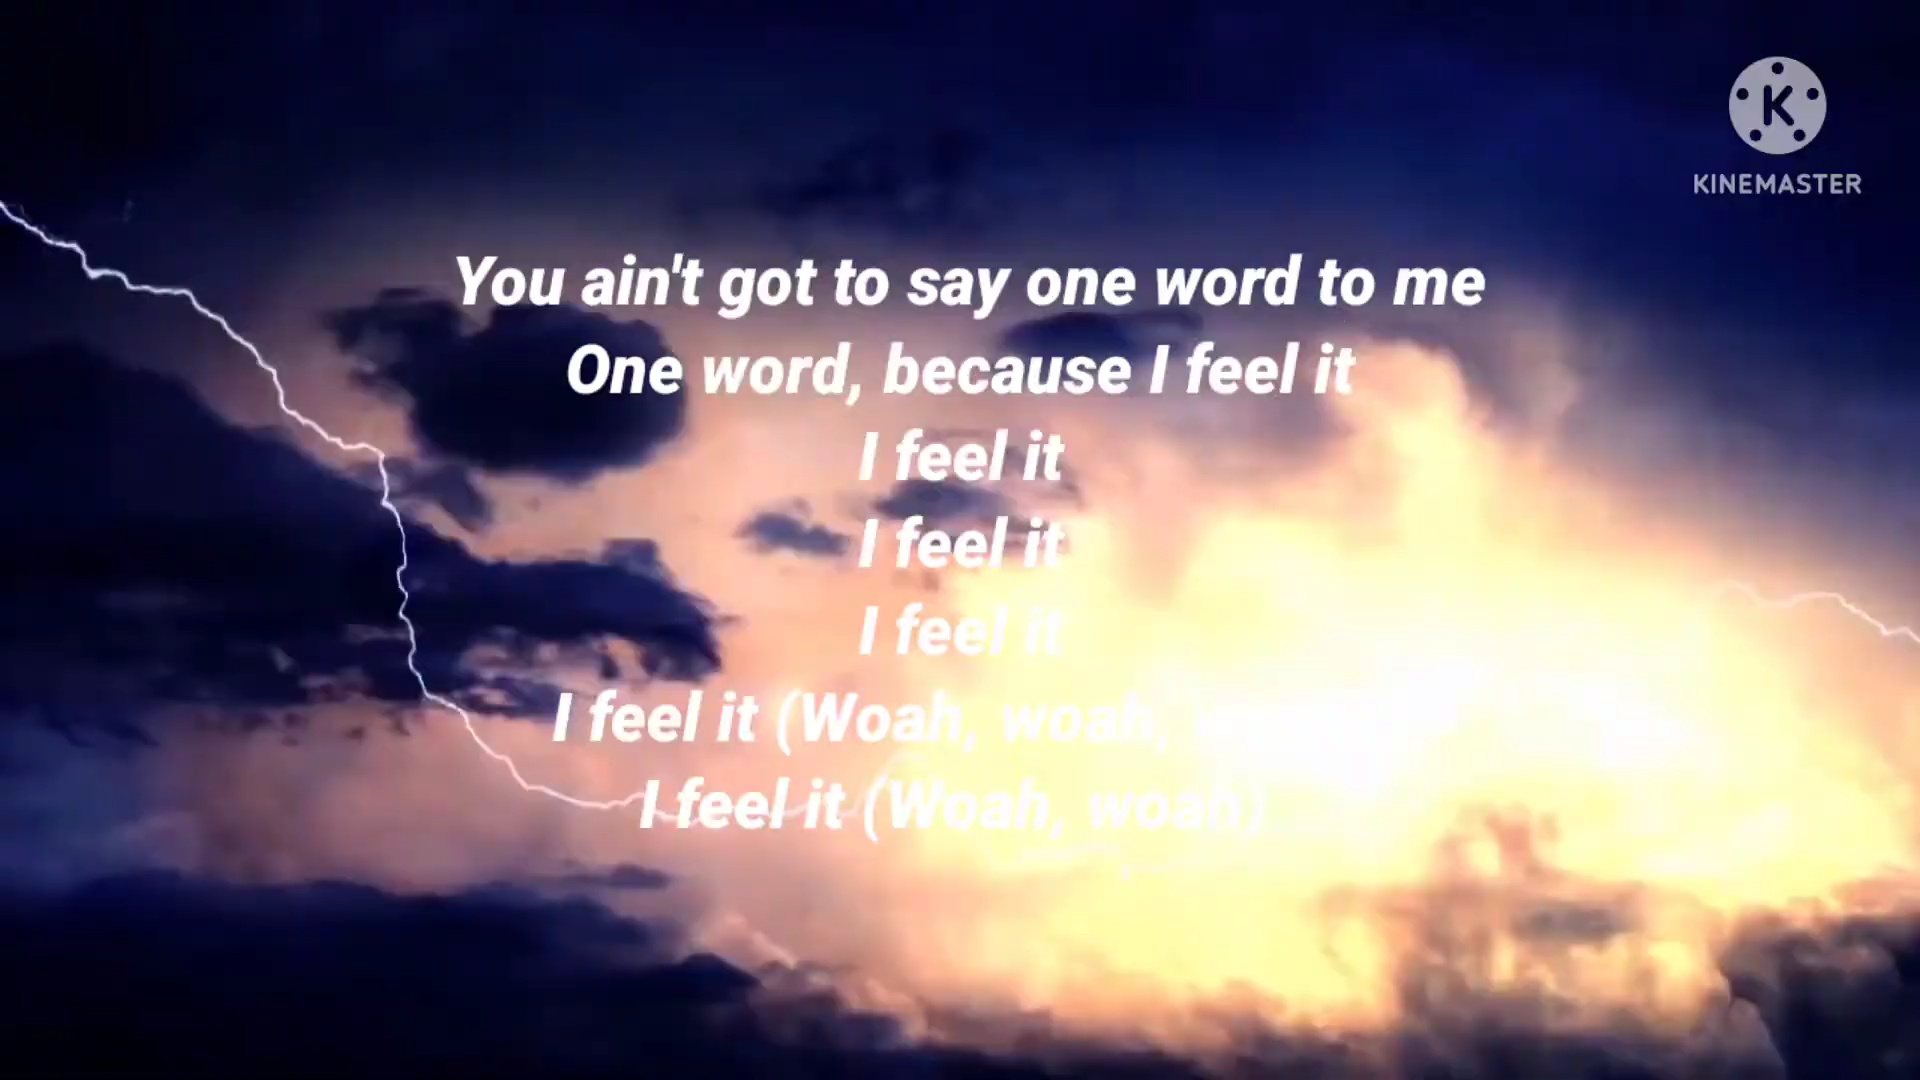 KINEMASTER
You ain't got to say one word to me
One word, because I feel it
I feel it
I feel it
I feel it
I feel it (Woah, woah,
I feel it (Woah, woah)